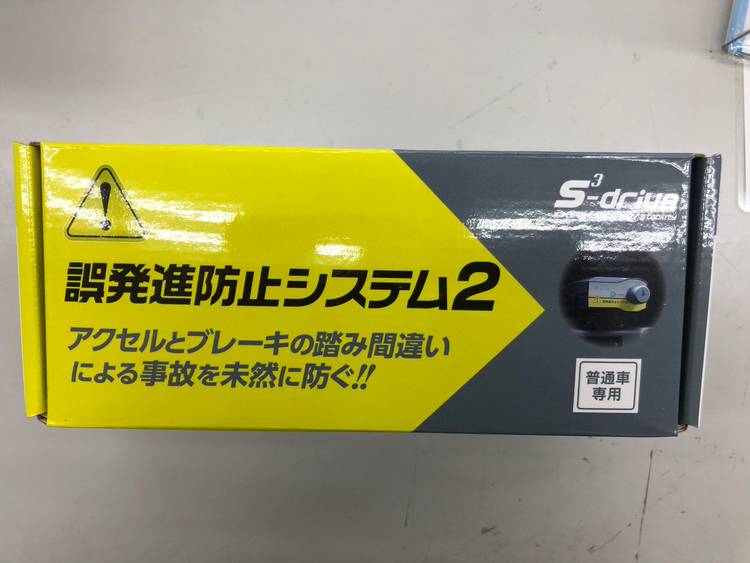 S³-drive
誤発進防止システム2
アクセルとブレーキの踏み間違い
による事故を未然に防ぐ!!
普通車
専用